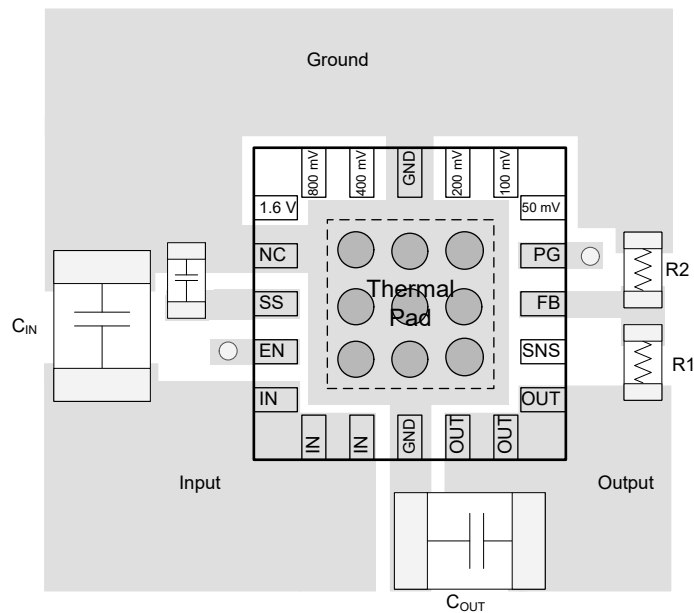 Ground
800 mV
400 mV
GND
200 mV
100 mV
1.6 V
50 mV
NC
PG
R2
Thermal
Pad
SS
FB
CIN
EN
SNS
R1
IN
OUT
IN
IN
GND
OUT
OUT
Input
Output
COUT